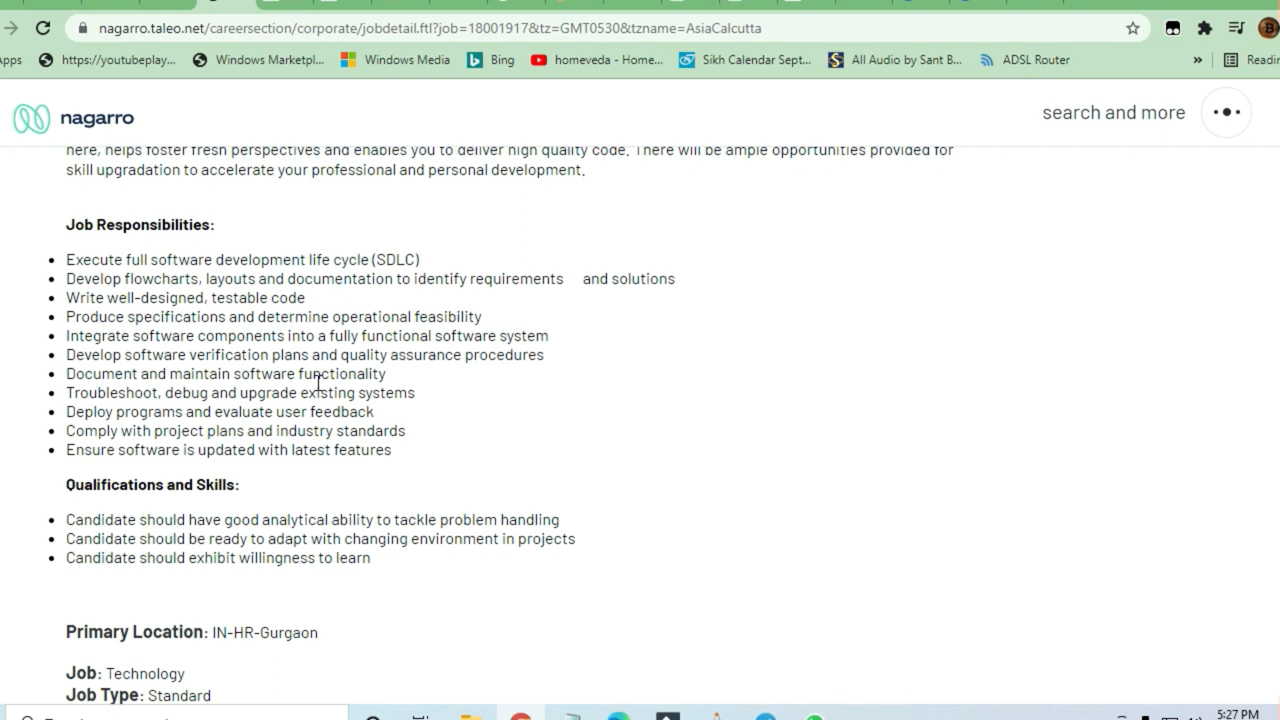 nagarro.taleo.net/careersection/corporate/jobdetail.ftl?job=18001917&tz=GMT0530&tzname=AsiaCalcutta
pps https://youtubeplay... Windows Marketpl... Windows Media Bing homeveda - Home... Sikh Calendar Sept... All Audio by Sant B... ADSL Router » Readin
nagarro search and more
here, helps foster fresh perspectives and enables you to deliver high quality code. There will be ample opportunities provided for
skill upgradation to accelerate your professional and personal development.
Job Responsibilities:
• Execute full software development life cycle (SDLC)
• Develop flowcharts, layouts and documentation to identify requirements and solutions
• Write well-designed, testable code
• Produce specifications and determine operational feasibility
• Integrate software components into a fully functional software system
• Develop software verification plans and quality assurance procedures
• Document and maintain software functionality
• Troubleshoot, debug and upgrade existing systems
• Deploy programs and evaluate user feedback
• Comply with project plans and industry standards
• Ensure software is updated with latest features
Qualifications and Skills:
• Candidate should have good analytical ability to tackle problem handling
• Candidate should be ready to adapt with changing environment in projects
• Candidate should exhibit willingness to learn
Primary Location: IN-HR-Gurgaon
Job: Technology
Job Type: Standard
5:27 PM